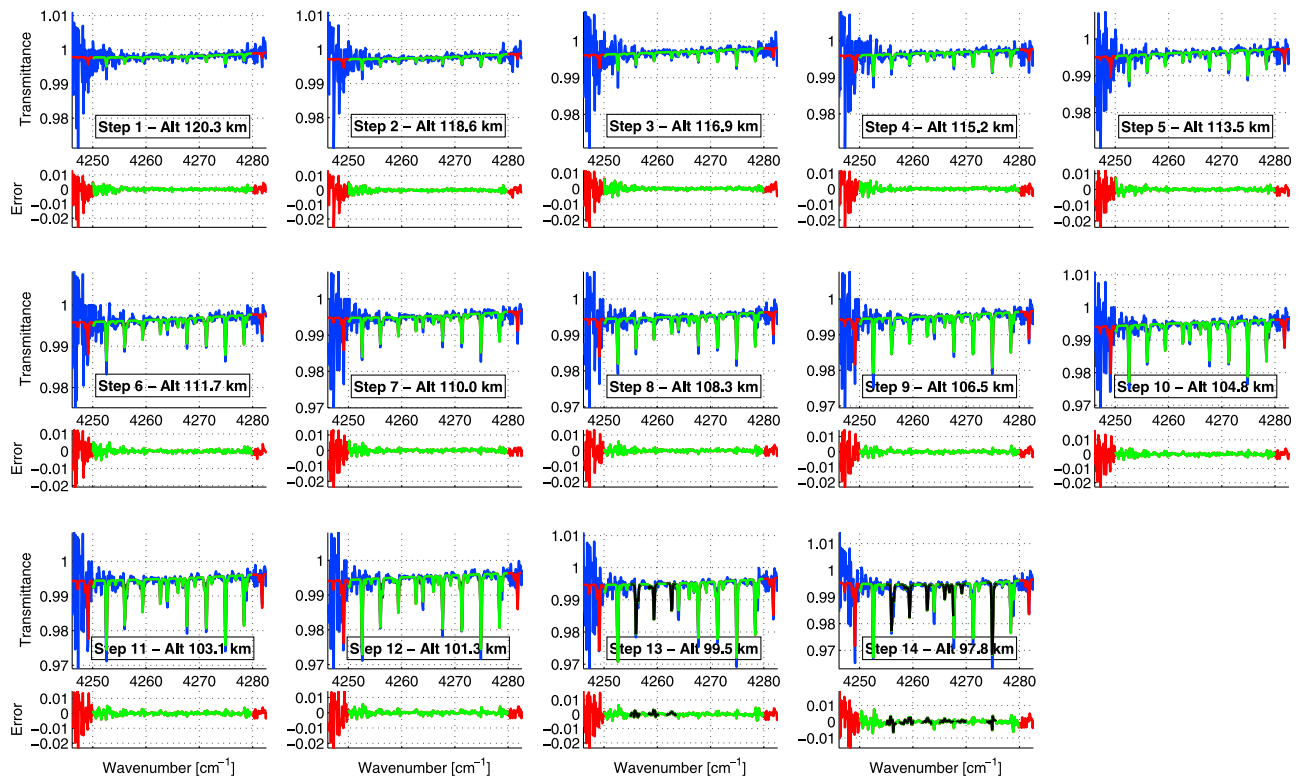 Transmittance
1.01
1
0.99
0.98
Step 1 − Alt 120.3 km
4250 4260 4270 4280
Error
0.01
0
−0.01
−0.02
1.01
1
0.99
0.98
Step 2 − Alt 118.6 km
4250 4260 4270 4280
0.01
0
−0.01
−0.02
1
0.99
0.98
Step 3 − Alt 116.9 km
4250 4260 4270 4280
0.01
0
−0.01
−0.02
1
0.99
0.98
Step 4 − Alt 115.2 km
4250 4260 4270 4280
0.01
0
−0.01
−0.02
1
0.99
0.98
Step 5 − Alt 113.5 km
4250 4260 4270 4280
0.01
0
−0.01
−0.02
Transmittance
1
0.99
0.98
Step 6 − Alt 111.7 km
4250 4260 4270 4280
Error
0.01
0
−0.01
−0.02
1
0.99
0.98
0.97
Step 7 − Alt 110.0 km
4250 4260 4270 4280
0.01
0
−0.01
−0.02
1
0.99
0.98
0.97
Step 8 − Alt 108.3 km
4250 4260 4270 4280
0.01
0
−0.01
−0.02
1
0.99
0.98
0.97
Step 9 − Alt 106.5 km
4250 4260 4270 4280
0.01
0
−0.01
−0.02
1.01
1
0.99
0.98
0.97
Step 10 − Alt 104.8 km
4250 4260 4270 4280
0.01
0
−0.01
−0.02
Transmittance
1.01
1
0.99
0.98
0.97
Step 11 − Alt 103.1 km
4250 4260 4270 4280
Error
0.01
0
−0.01
−0.02
Wavenumber [cm−1]
1.01
1
0.99
0.98
0.97
Step 12 − Alt 101.3 km
4250 4260 4270 4280
0.01
0
−0.01
−0.02
Wavenumber [cm−1]
1.01
1
0.99
0.98
0.97
Step 13 − Alt 99.5 km
4250 4260 4270 4280
0.01
0
−0.01
−0.02
Wavenumber [cm−1]
1.01
1
0.99
0.98
0.97
Step 14 − Alt 97.8 km
4250 4260 4270 4280
0.01
0
−0.01
Wavenumber [cm−1]